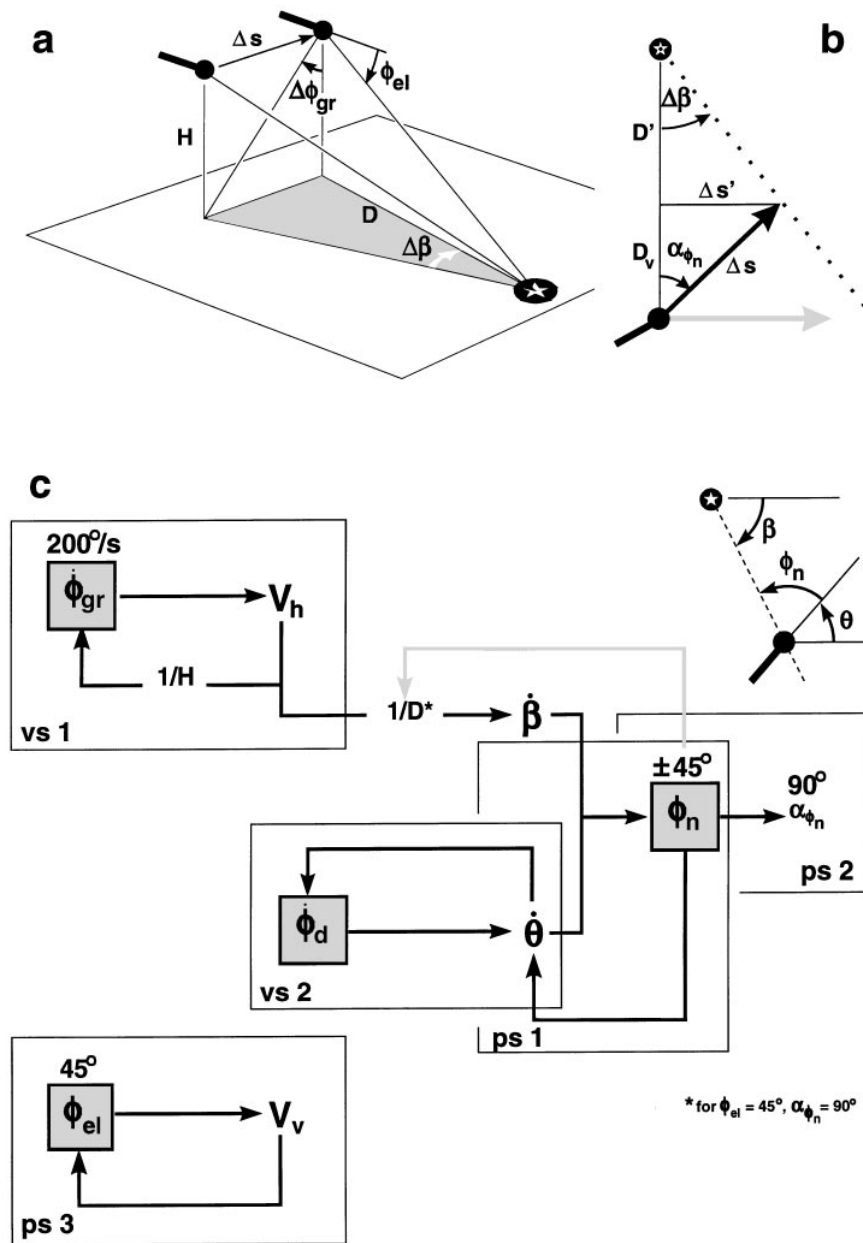 a
Δs
Δϕgr
ϕel
H
D
Δβ
b
Δβ
D'
Δs'
Dv
αϕn
Δs
c
200°/s
ϕ̇gr
Vh
1/H
vs 1
β
ϕn
θ
1/D*
β̇
±45°
ϕn
90°
αϕn
ps 2
ϕ̇d
θ̇
vs 2
ps 1
45°
ϕel
Vv
ps 3
* for ϕel = 45°, αϕn = 90°